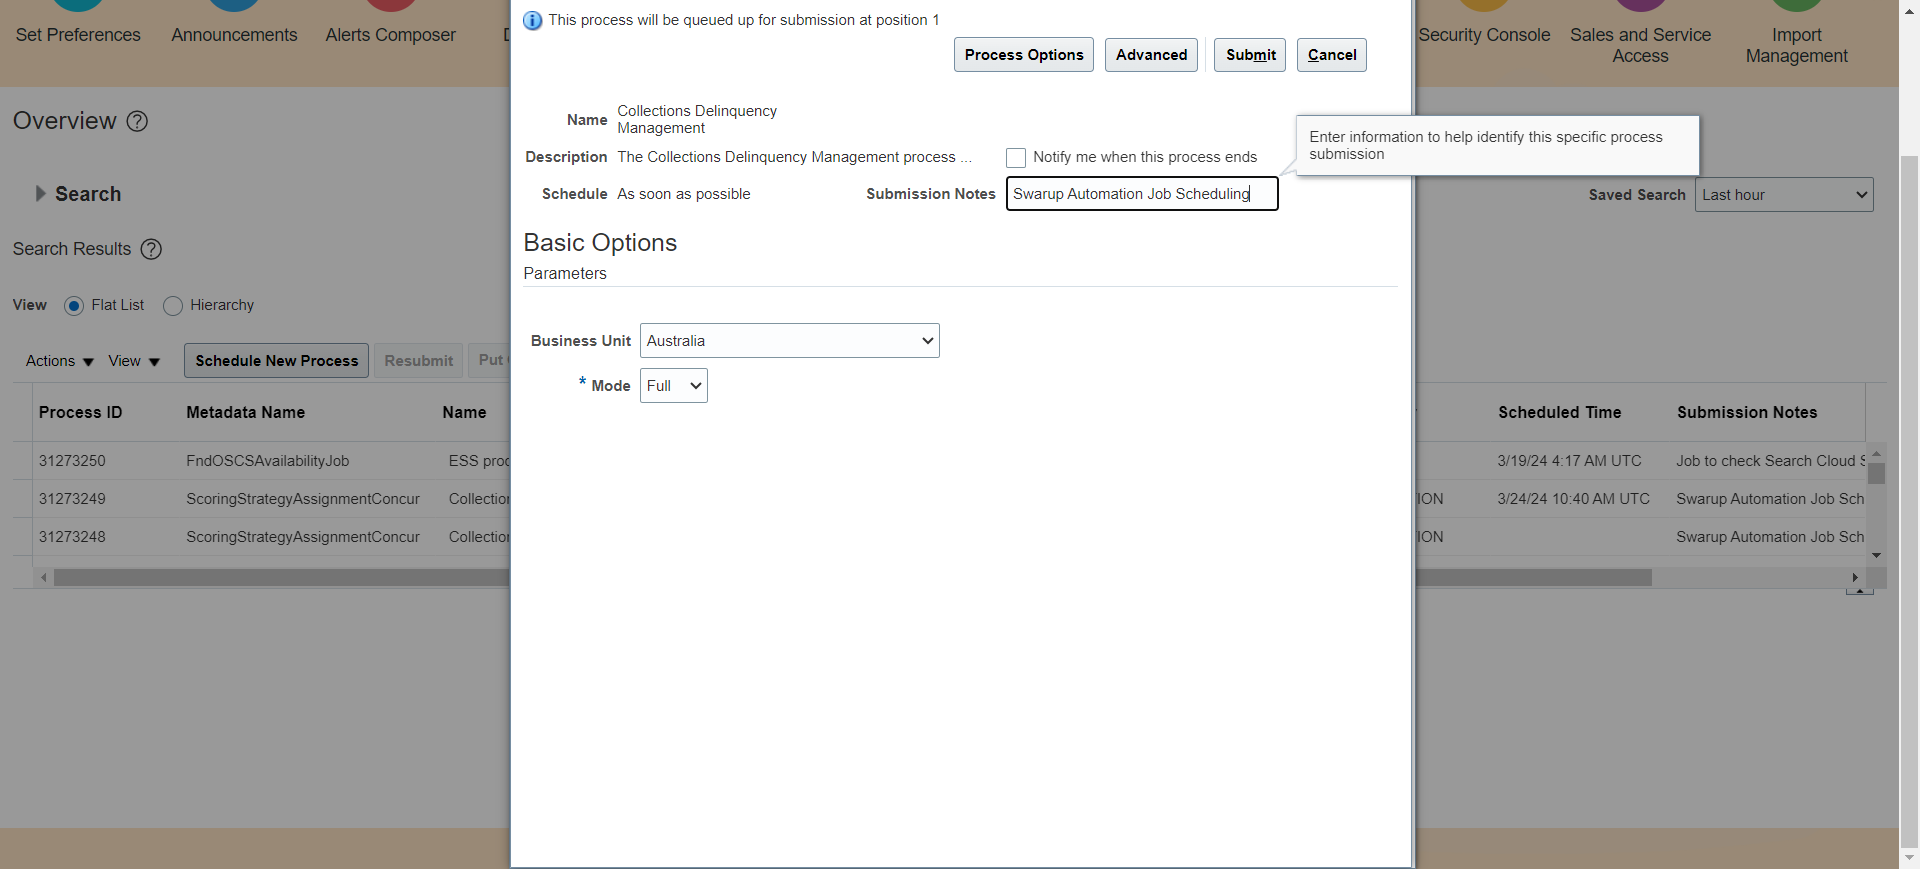 Set Preferences
Announcements
Alerts Composer
Security Console
Sales and Service
Access
Import
Management
This process will be queued up for submission at position 1
Process Options
Advanced
Submit
Cancel
Name
Collections Delinquency
Management
Description
The Collections Delinquency Management process ...
Notify me when this process ends
Enter information to help identify this specific process
submission
Schedule
As soon as possible
Submission Notes
Swarup Automation Job Scheduling
Basic Options
Parameters
Business Unit
Australia
* Mode
Full
Overview ?
Search
Saved Search
Last hour
Search Results ?
View
Flat List
Hierarchy
Actions
View
Schedule New Process
Resubmit
Put
Process ID
Metadata Name
Name
Scheduled Time
Submission Notes
31273250
FndOSCSAvailabilityJob
ESS
3/19/24 4:17 AM UTC
Job to check Search Cloud
31273249
ScoringStrategyAssignmentConcur
Collectio
ION
3/24/24 10:40 AM UTC
Swarup Automation Job Sch
31273248
ScoringStrategyAssignmentConcur
Collectio
ION
Swarup Automation Job Sch